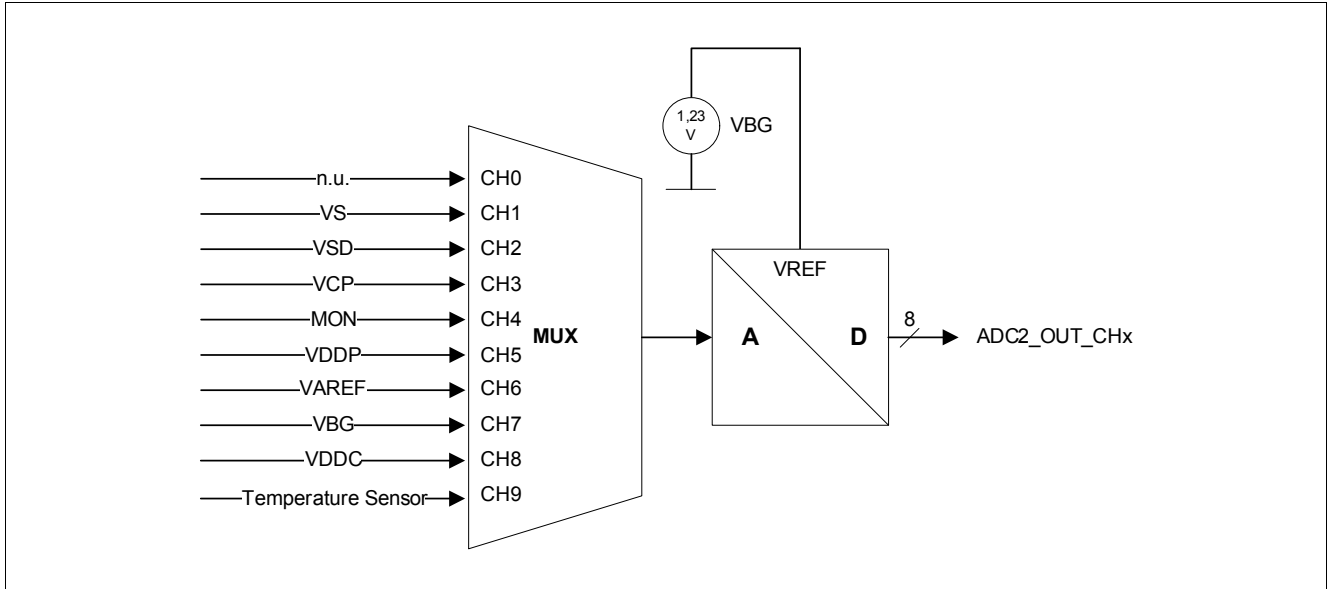 1,23
V
VBG
n.u.
CH0
VS
CH1
VSD
CH2
VCP
CH3
MON
CH4
VDDP
CH5
VAREF
CH6
VBG
CH7
VDDC
CH8
Temperature Sensor
CH9
MUX
VREF
A
D
8
ADC2_OUT_CHx